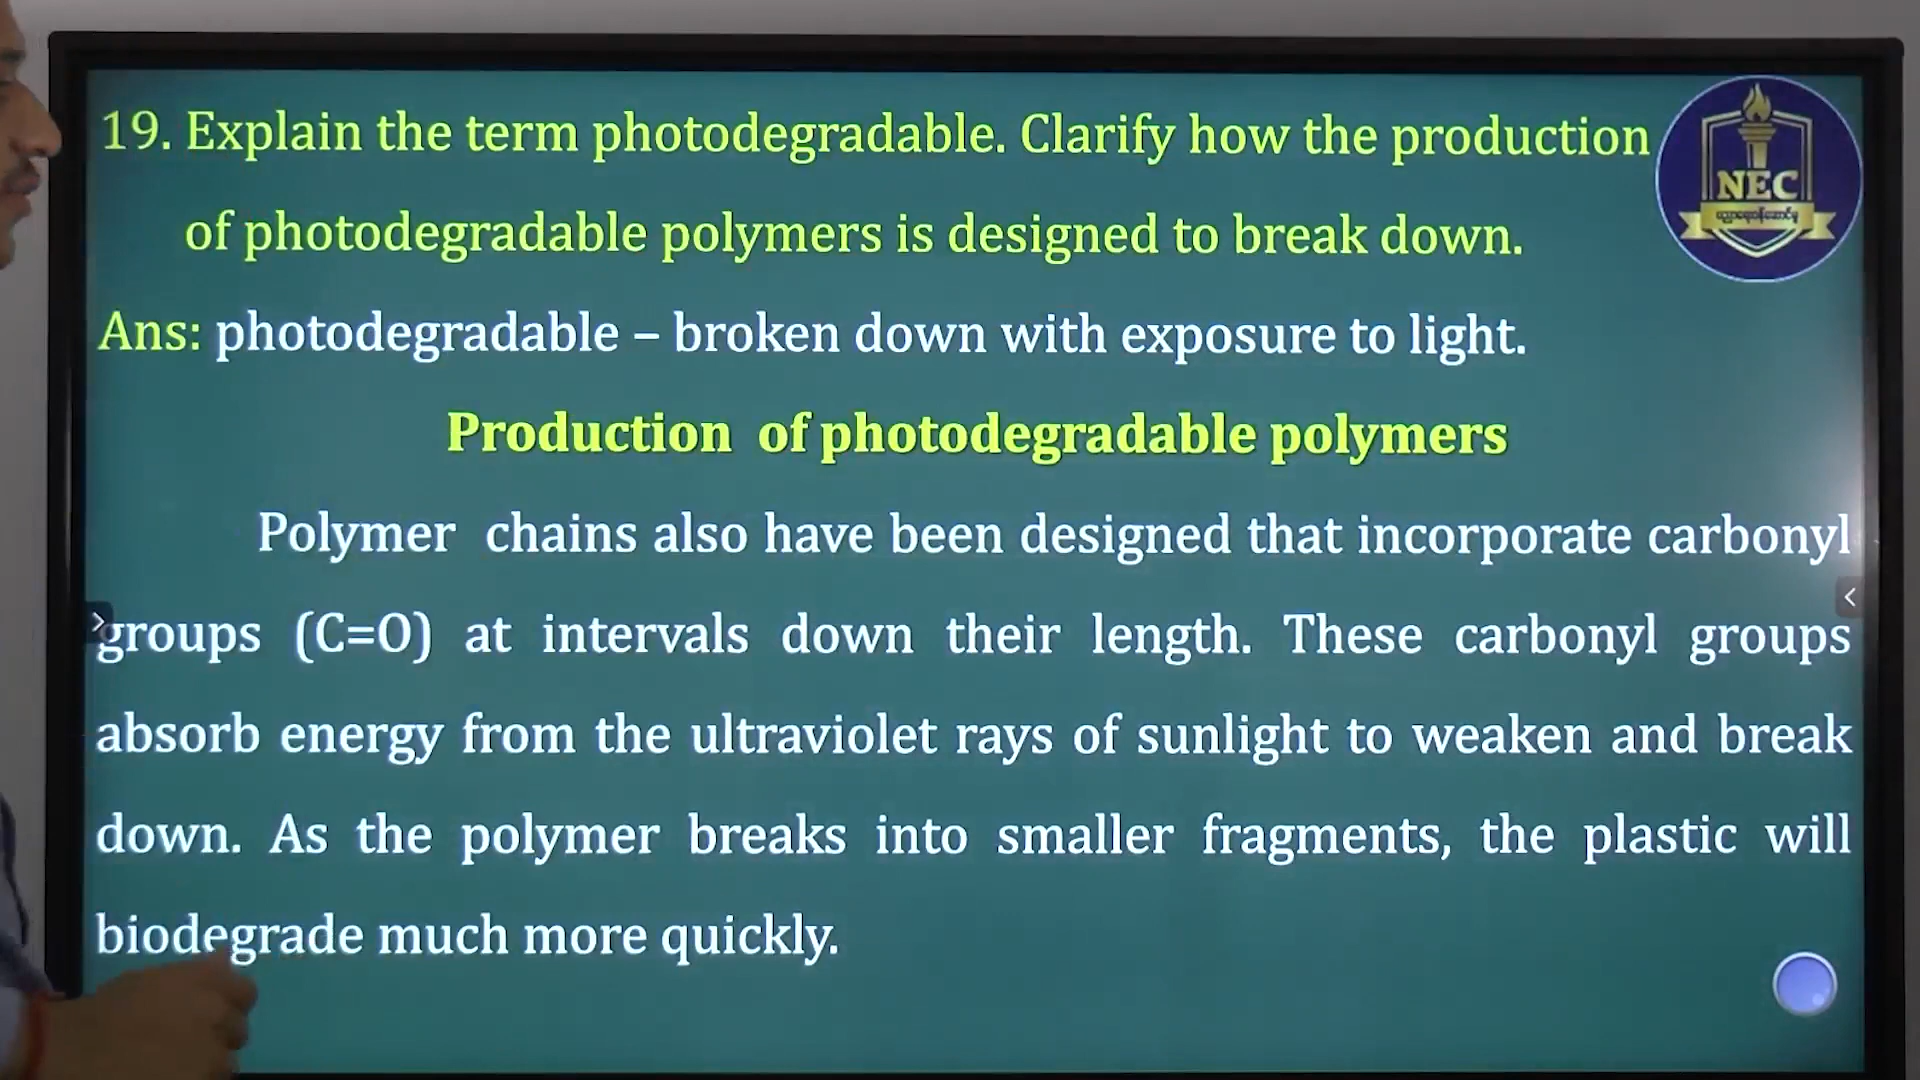 19. Explain the term photodegradable. Clarify how the production
of photodegradable polymers is designed to break down.
Ans: photodegradable – broken down with exposure to light.
Production of photodegradable polymers
Polymer chains also have been designed that incorporate carbonyl
groups (C=O) at intervals down their length. These carbonyl groups
absorb energy from the ultraviolet rays of sunlight to weaken and break
down. As the polymer breaks into smaller fragments, the plastic will
biodegrade much more quickly.
NEC